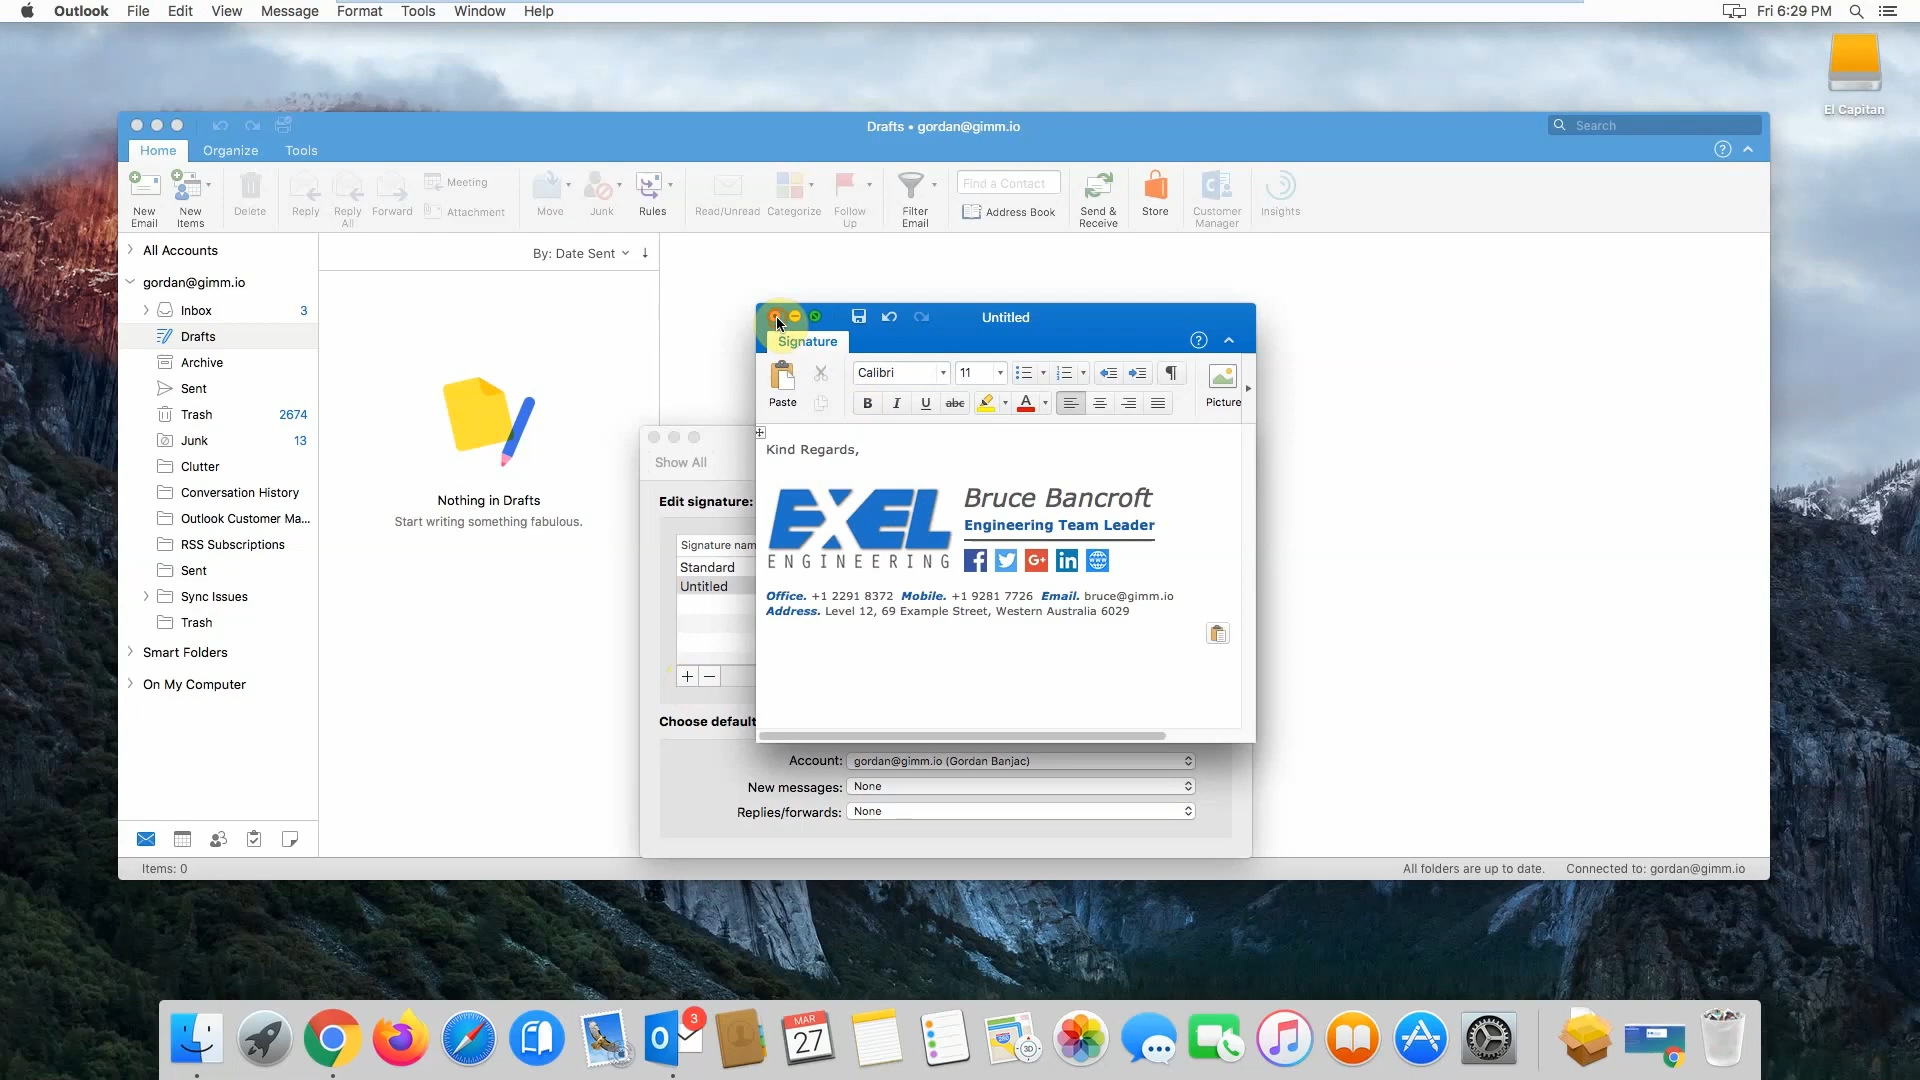 Outlook File Edit View Message Format Tools Window Help
Fri 6:29 PM
El Capitan
Drafts • gordan@gimm.io
Search
Home Organize Tools
New Email
New Items
Delete
Reply
Reply All
Forward
Meeting
Attachment
Move
Junk
Rules
Read/Unread
Categorize
Follow Up
Filter Email
Find a Contact
Address Book
Send & Receive
Store
Customer Manager
Insights
All Accounts
gordan@gimm.io
Inbox 3
Drafts
Archive
Sent
Trash 2674
Junk 13
Clutter
Conversation History
Outlook Customer Ma...
RSS Subscriptions
Sent
Sync Issues
Trash
Smart Folders
On My Computer
By: Date Sent
Nothing in Drafts
Start writing something fabulous.
Untitled
Signature
Paste
Calibri 11
B I U abc A
Picture
Kind Regards,
EXEL
ENGINEERING
Bruce Bancroft
Engineering Team Leader
f G+ in
Office. +1 2291 8372 Mobile. +1 9281 7726 Email. bruce@gimm.io
Address. Level 12, 69 Example Street, Western Australia 6029
Show All
Edit signature:
Signature nam
Standard
Untitled
Choose default
Account: gordan@gimm.io (Gordan Banjac)
New messages: None
Replies/forwards: None
Items: 0
All folders are up to date. Connected to: gordan@gimm.io
3
MAR
27
280
3D